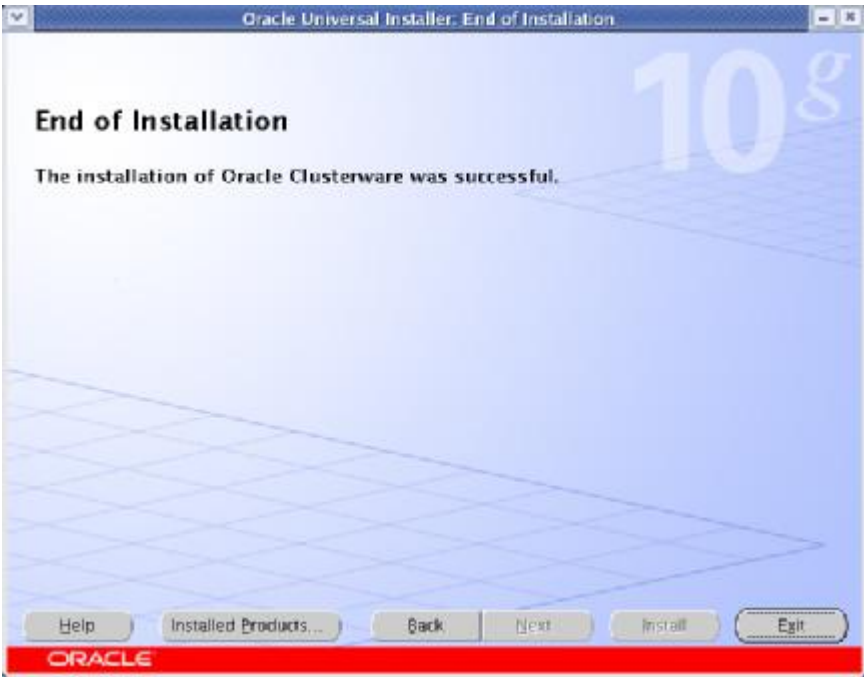 Oracle Universal Installer: End of Installation
10g
End of Installation
The installation of Oracle Clusterware was successful.
Help Installed Products... Back Next Install Exit
ORACLE